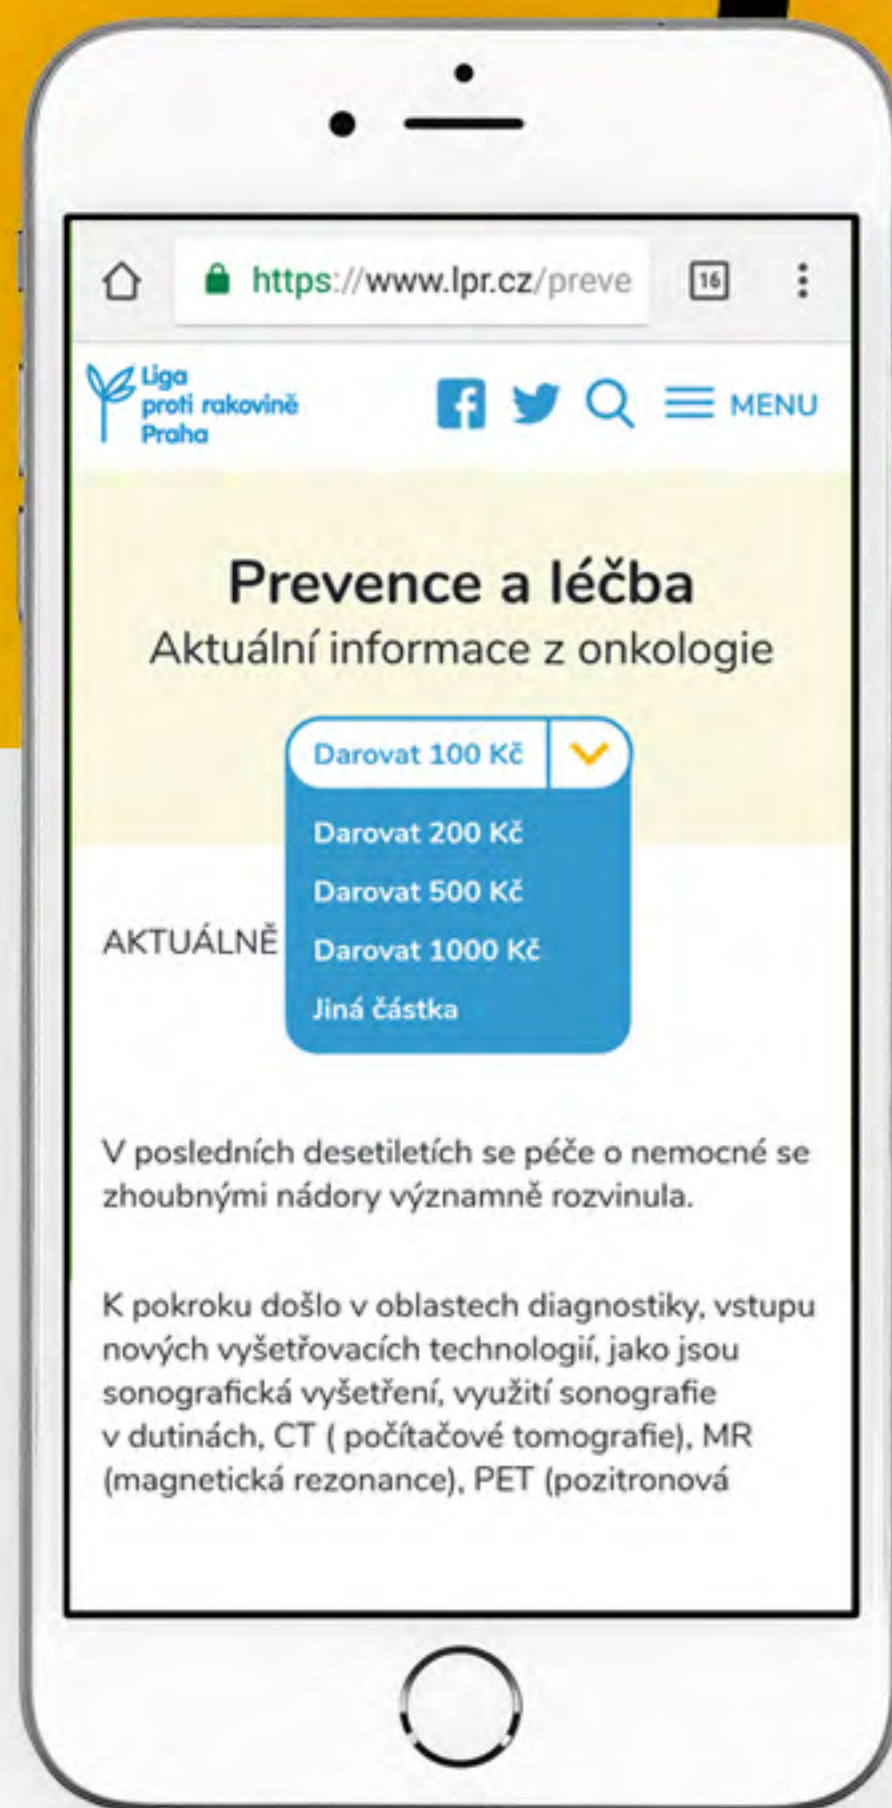 https://www.lpr.cz/preve
16
Liga
proti rakovině
Praha
MENU
Prevence a léčba
Aktuální informace z onkologie
Darovat 100 Kč
Darovat 200 Kč
Darovat 500 Kč
AKTUÁLNĚ
Darovat 1000 Kč
Jiná částka
V posledních desetiletích se péče o nemocné se
zhoubnými nádory významně rozvinula.
K pokroku došlo v oblastech diagnostiky, vstupu
nových vyšetřovacích technologií, jako jsou
sonografická vyšetření, využití sonografie
v dutinách, CT ( počítačové tomografie), MR
(magnetická rezonance), PET (pozitronová